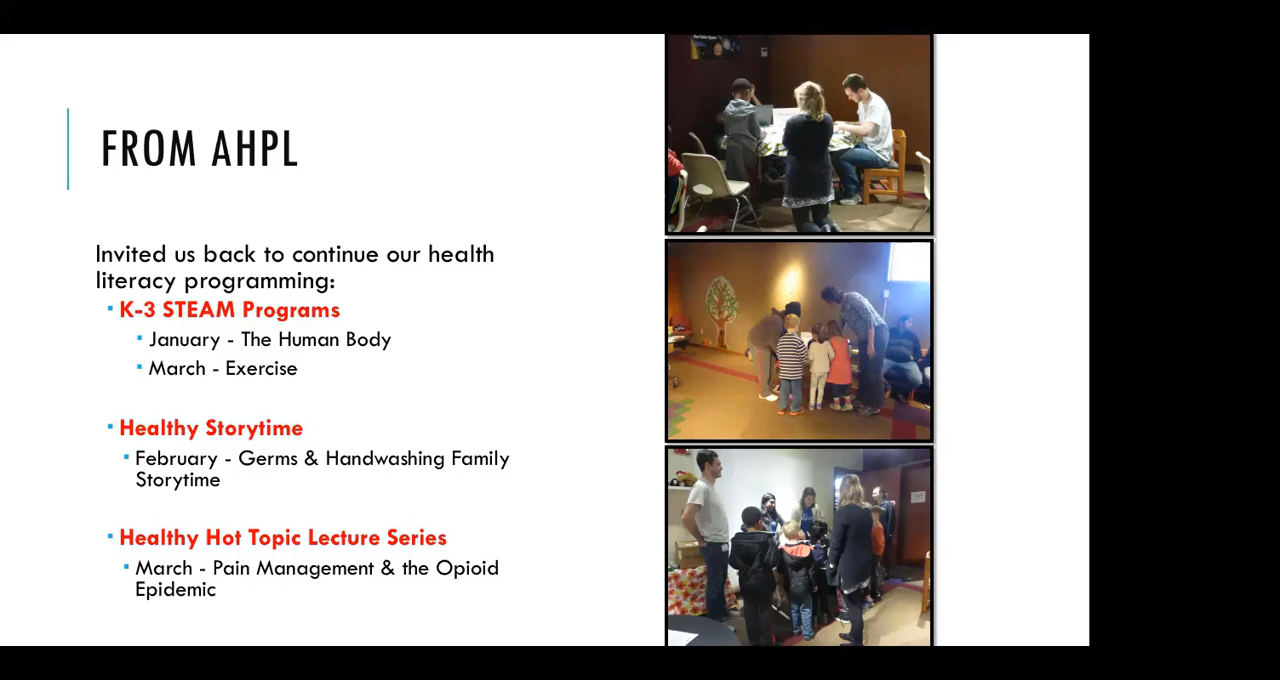 FROM AHPL
Invited us back to continue our health
literacy programming:
K-3 STEAM Programs
January - The Human Body
March - Exercise
Healthy Storytime
February - Germs & Handwashing Family
Storytime
Healthy Hot Topic Lecture Series
March - Pain Management & the Opioid
Epidemic